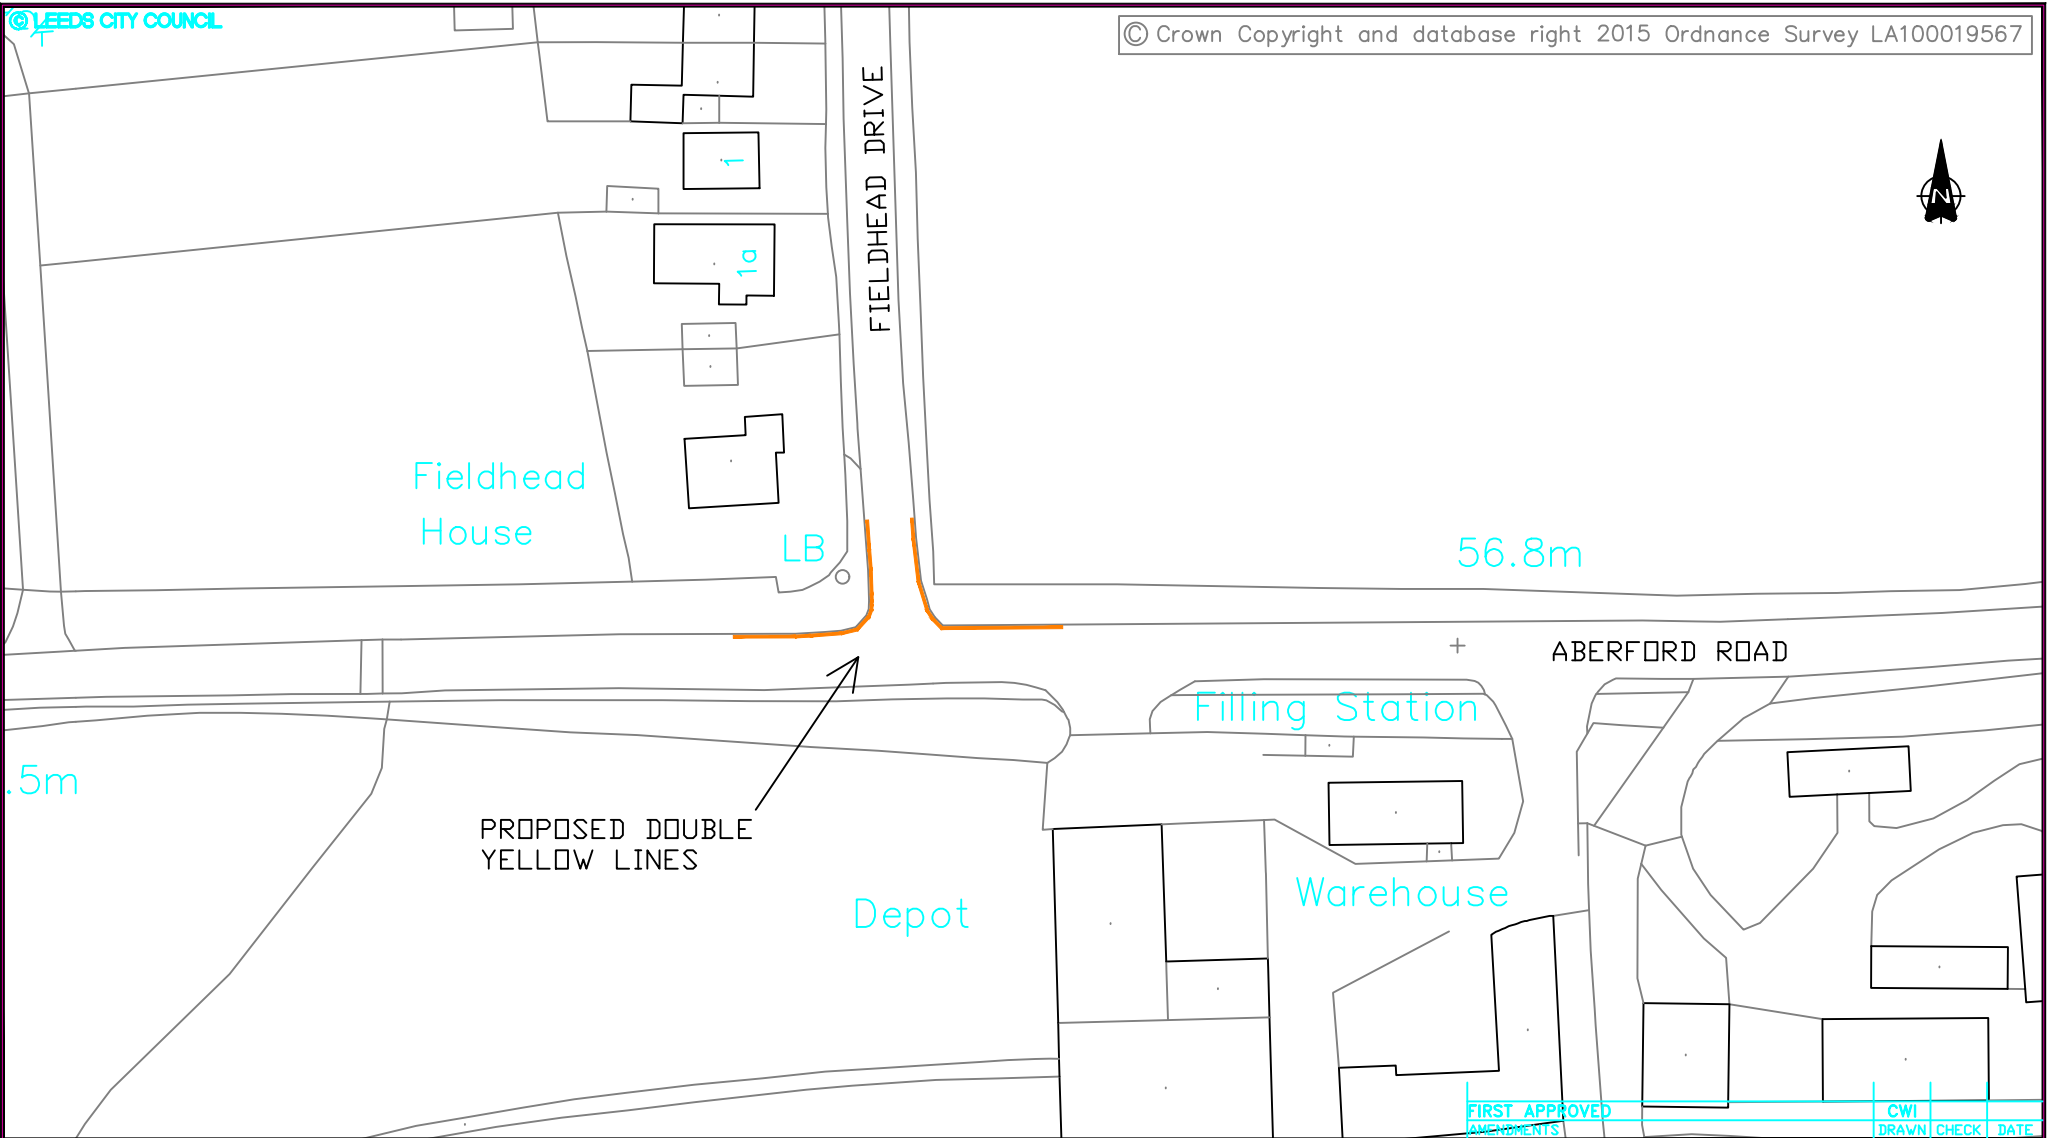 © LEEDS CITY COUNCIL
© Crown Copyright and database right 2015 Ordnance Survey LA100019567
FIELDHEAD DRIVE
1
N
1a
Fieldhead
House
LB
56.8m
ABERFORD ROAD
Filling Station
.5m
PROPOSED DOUBLE
YELLOW LINES
Depot
Warehouse
FIRST APPROVED CWI
AMENDMENTS DRAWN CHECK DATE